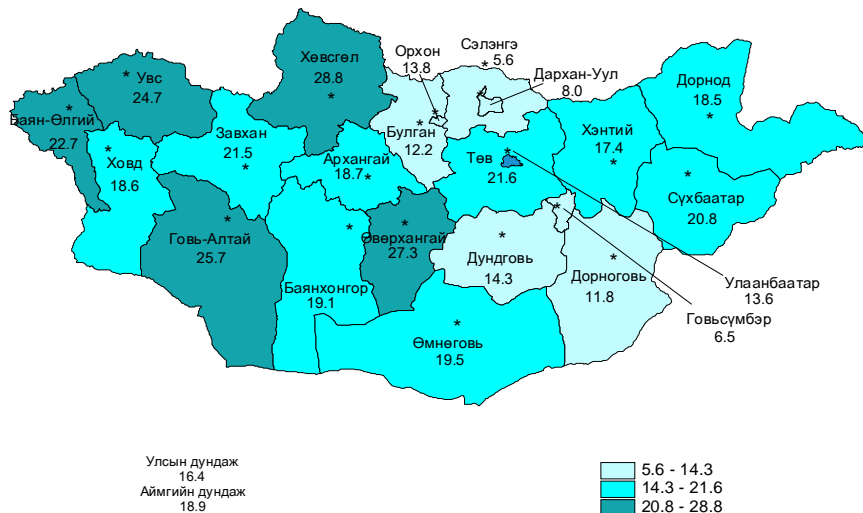 Орхон
13.8
Сэлэнгэ
5.6
Дархан-Уул
8.0
Хөвсгөл
28.8
Увс
24.7
Дорнод
18.5
Баян-Өлгий
22.7
Завхан
21.5
Булган
12.2
Хэнтий
17.4
Ховд
18.6
Архангай
18.7
Төв
21.6
Сүхбаатар
20.8
Говь-Алтай
25.7
Өвөрхангай
27.3
Дундговь
14.3
Дорноговь
11.8
Улаанбаатар
13.6
Баянхонгор
19.1
Говьсүмбэр
6.5
Өмнөговь
19.5
Улсын дундаж
16.4
Аймгийн дундаж
18.9
5.6 - 14.3
14.3 - 21.6
20.8 - 28.8